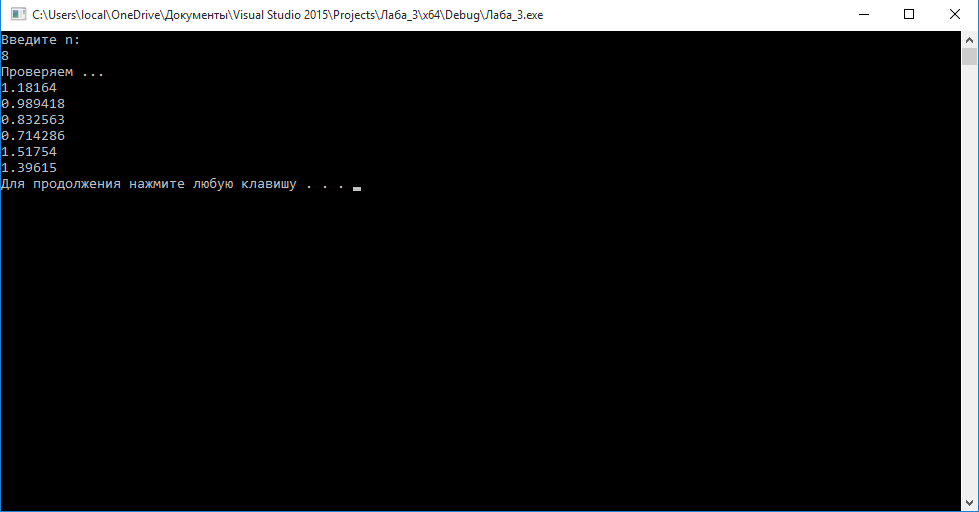 C:\Users\local\OneDrive\Документы\Visual Studio 2015\Projects\Лаба_3\x64\Debug\Лаба_3.exe
Введите n:
8
Проверяем ...
1.18164
0.989418
0.832563
0.714286
1.51754
1.39615
Для продолжения нажмите любую клавишу . . .